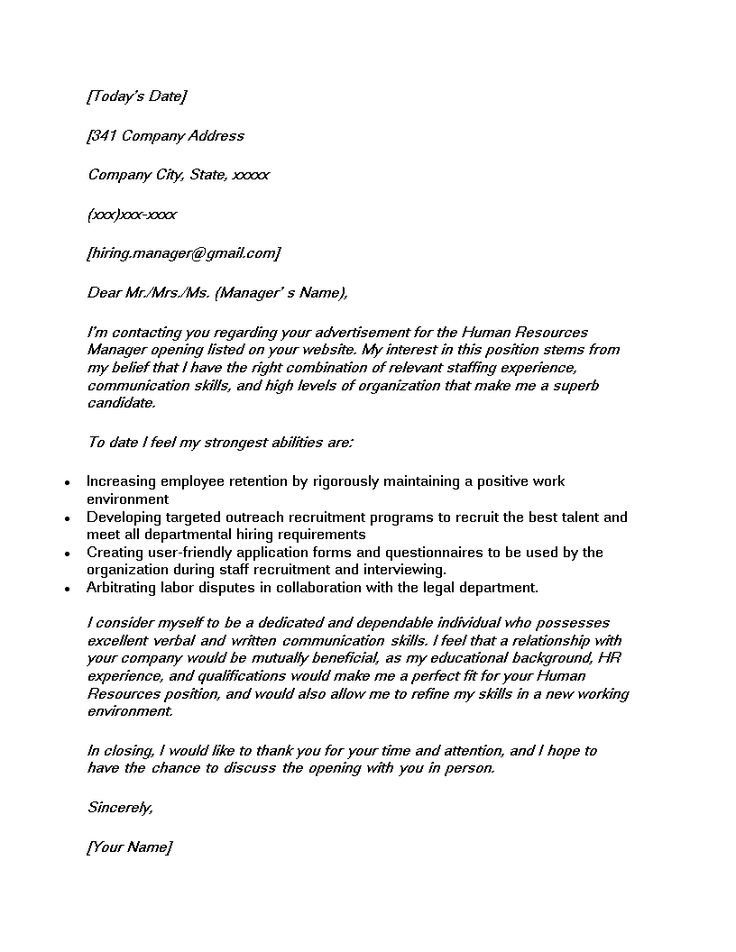 [Today's Date]
[341 Company Address
Company City, State, xxxxx
(xxx)xxx-xxxx
[hiring.manager@gmail.com]
Dear Mr./Mrs./Ms. (Manager' s Name),
I'm contacting you regarding your advertisement for the Human Resources
Manager opening listed on your website. My interest in this position stems from
my belief that I have the right combination of relevant staffing experience,
communication skills, and high levels of organization that make me a superb
candidate.
To date I feel my strongest abilities are:
• Increasing employee retention by rigorously maintaining a positive work
environment
• Developing targeted outreach recruitment programs to recruit the best talent and
meet all departmental hiring requirements
• Creating user-friendly application forms and questionnaires to be used by the
organization during staff recruitment and interviewing.
• Arbitrating labor disputes in collaboration with the legal department.
I consider myself to be a dedicated and dependable individual who possesses
excellent verbal and written communication skills. I feel that a relationship with
your company would be mutually beneficial, as my educational background, HR
experience, and qualifications would make me a perfect fit for your Human
Resources position, and would also allow me to refine my skills in a new working
environment.
In closing, I would like to thank you for your time and attention, and I hope to
have the chance to discuss the opening with you in person.
Sincerely,
[Your Name]